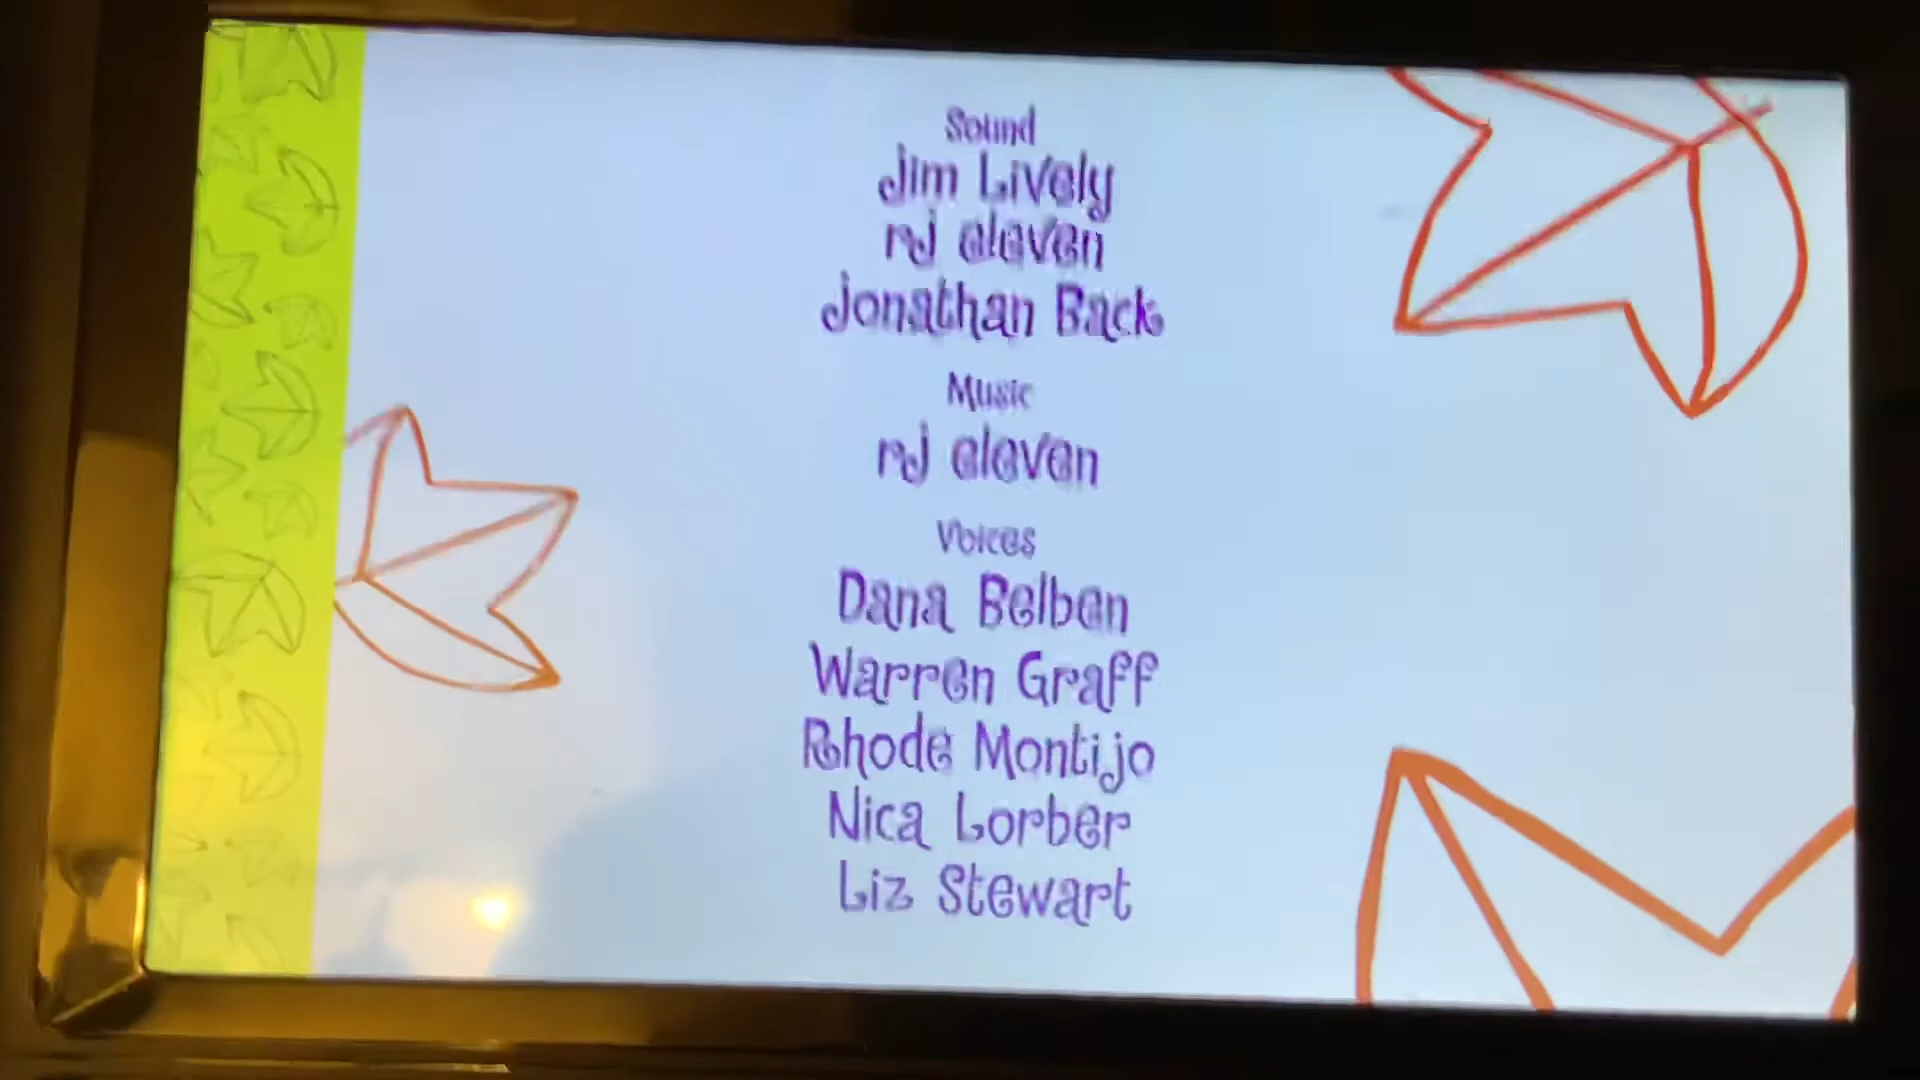 Sound
Jim Lively
rj eleven
Jonathan Back
Music
rj eleven
Voices
Dana Belben
Warren Graff
Rhode Montijo
Nica Lorber
Liz Stewart